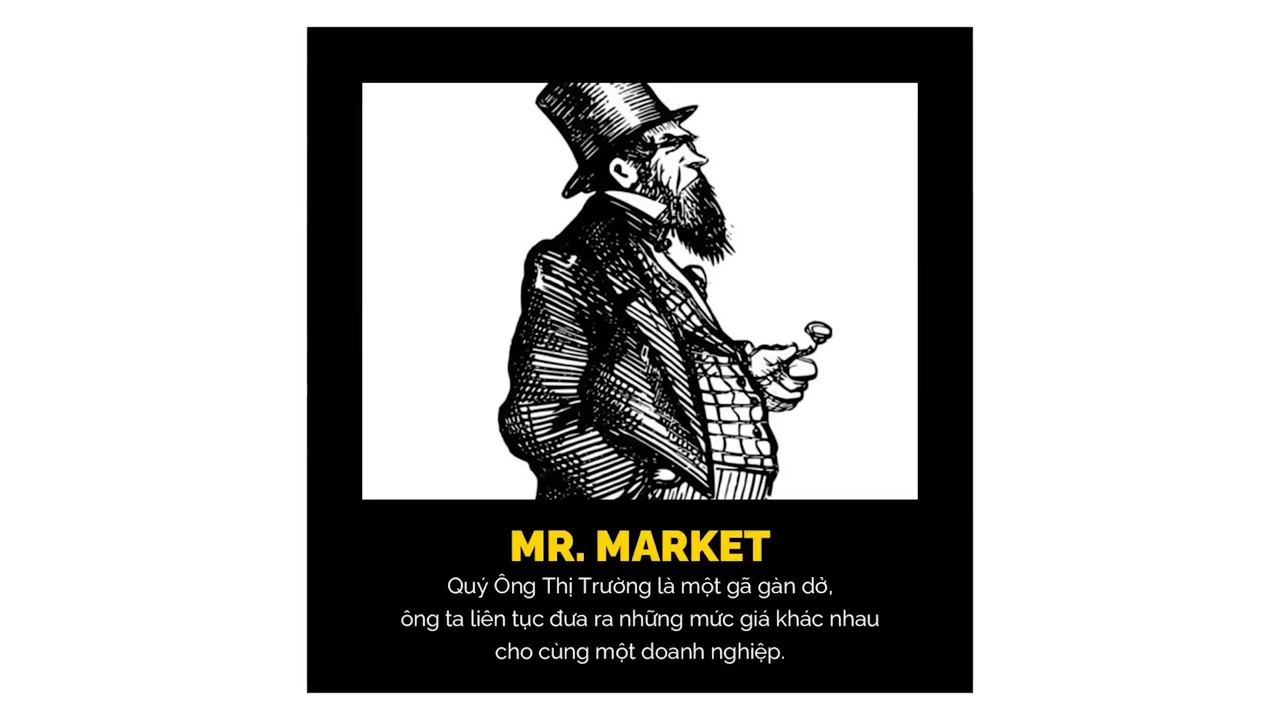 MR. MARKET
Quý Ông Thị Trường là một gã gàn dở,
ông ta liên tục đưa ra những mức giá khác nhau
cho cùng một doanh nghiệp.